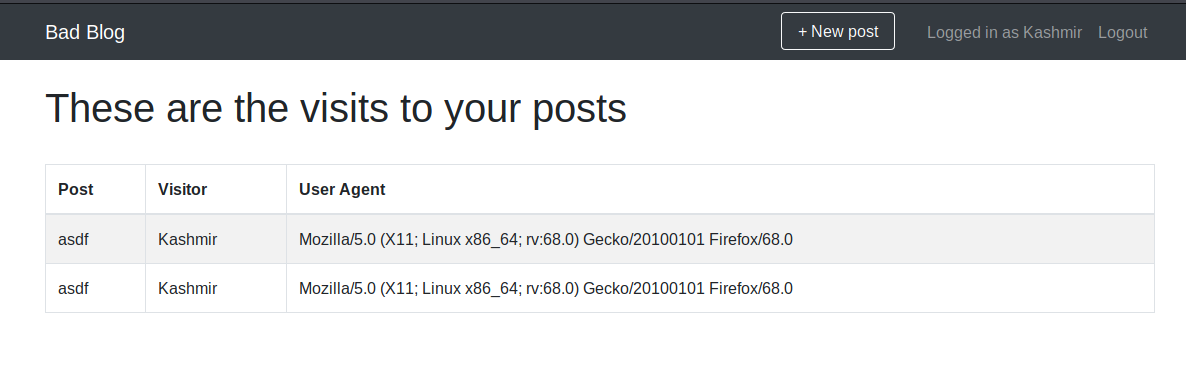 Bad Blog + New post Logged in as Kashmir Logout
These are the visits to your posts
Post Visitor User Agent
asdf Kashmir Mozilla/5.0 (X11; Linux x86_64; rv:68.0) Gecko/20100101 Firefox/68.0
asdf Kashmir Mozilla/5.0 (X11; Linux x86_64; rv:68.0) Gecko/20100101 Firefox/68.0